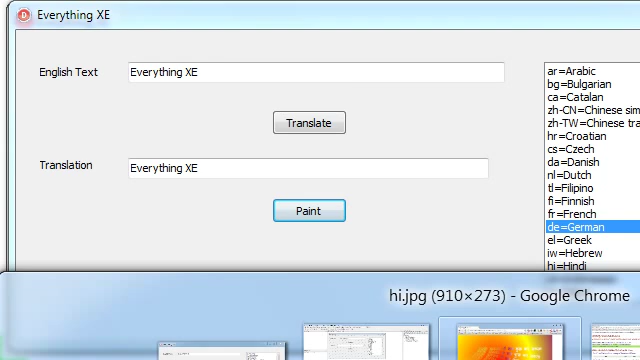 Everything XE
English Text
Everything XE
Translate
Translation
Everything XE
Paint
ar=Arabic
bg=Bulgarian
ca=Catalan
zh-CN=Chinese sim
zh-TW=Chinese tra
hr=Croatian
cs=Czech
da=Danish
nl=Dutch
tl=Filipino
fi=Finnish
fr=French
de=German
el=Greek
iw=Hebrew
hi=Hindi
hi.jpg (910×273) - Google Chrome